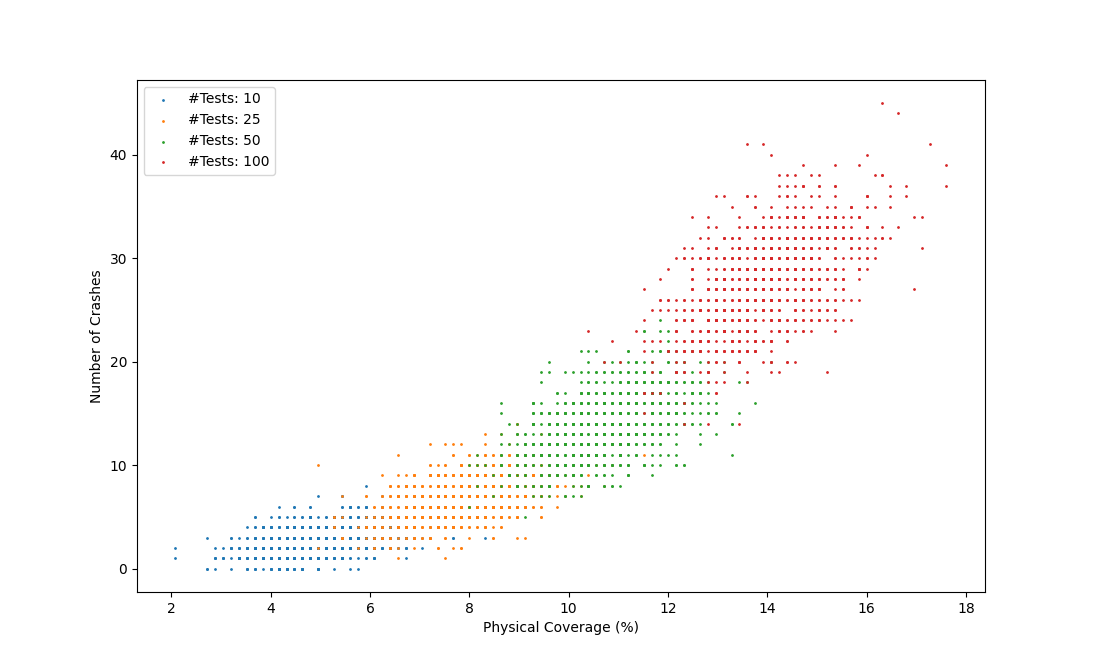 #Tests: 10
#Tests: 25
#Tests: 50
#Tests: 100
40
30
20
10
0
Number of Crashes
2 4 6 8 10 12 14 16 18
Physical Coverage (%)